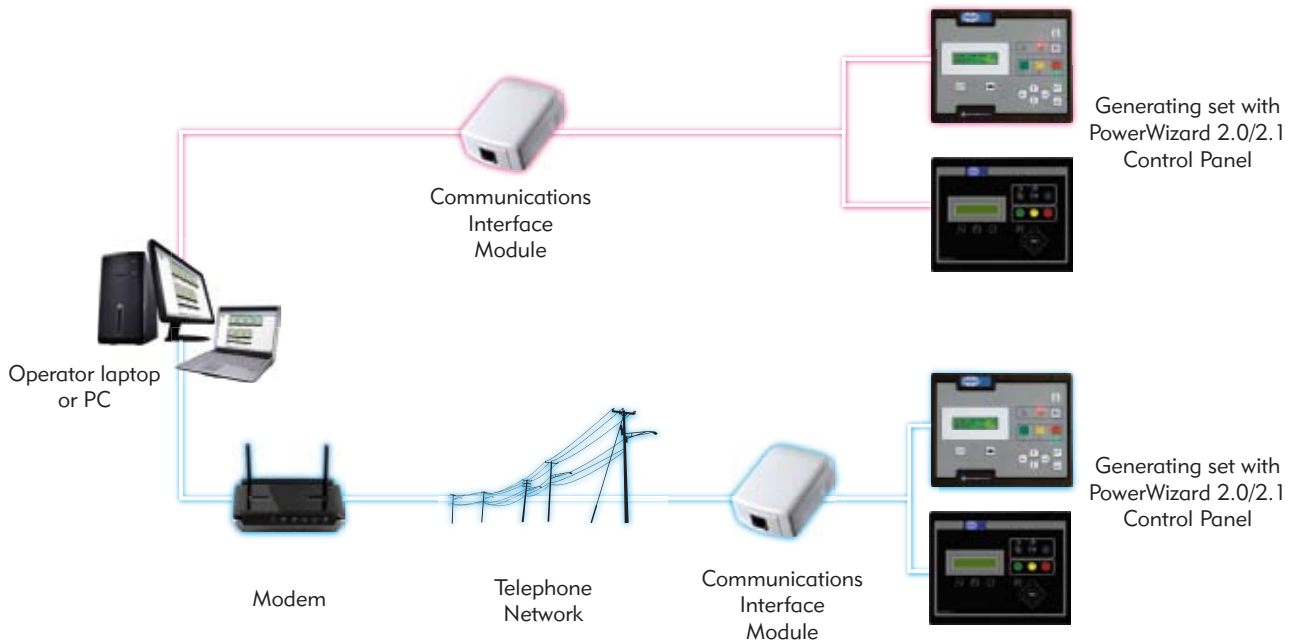 Generating set with
PowerWizard 2.0/2.1
Control Panel
Communications
Interface
Module
Operator laptop
or PC
Generating set with
PowerWizard 2.0/2.1
Control Panel
Modem
Telephone
Network
Communications
Interface
Module